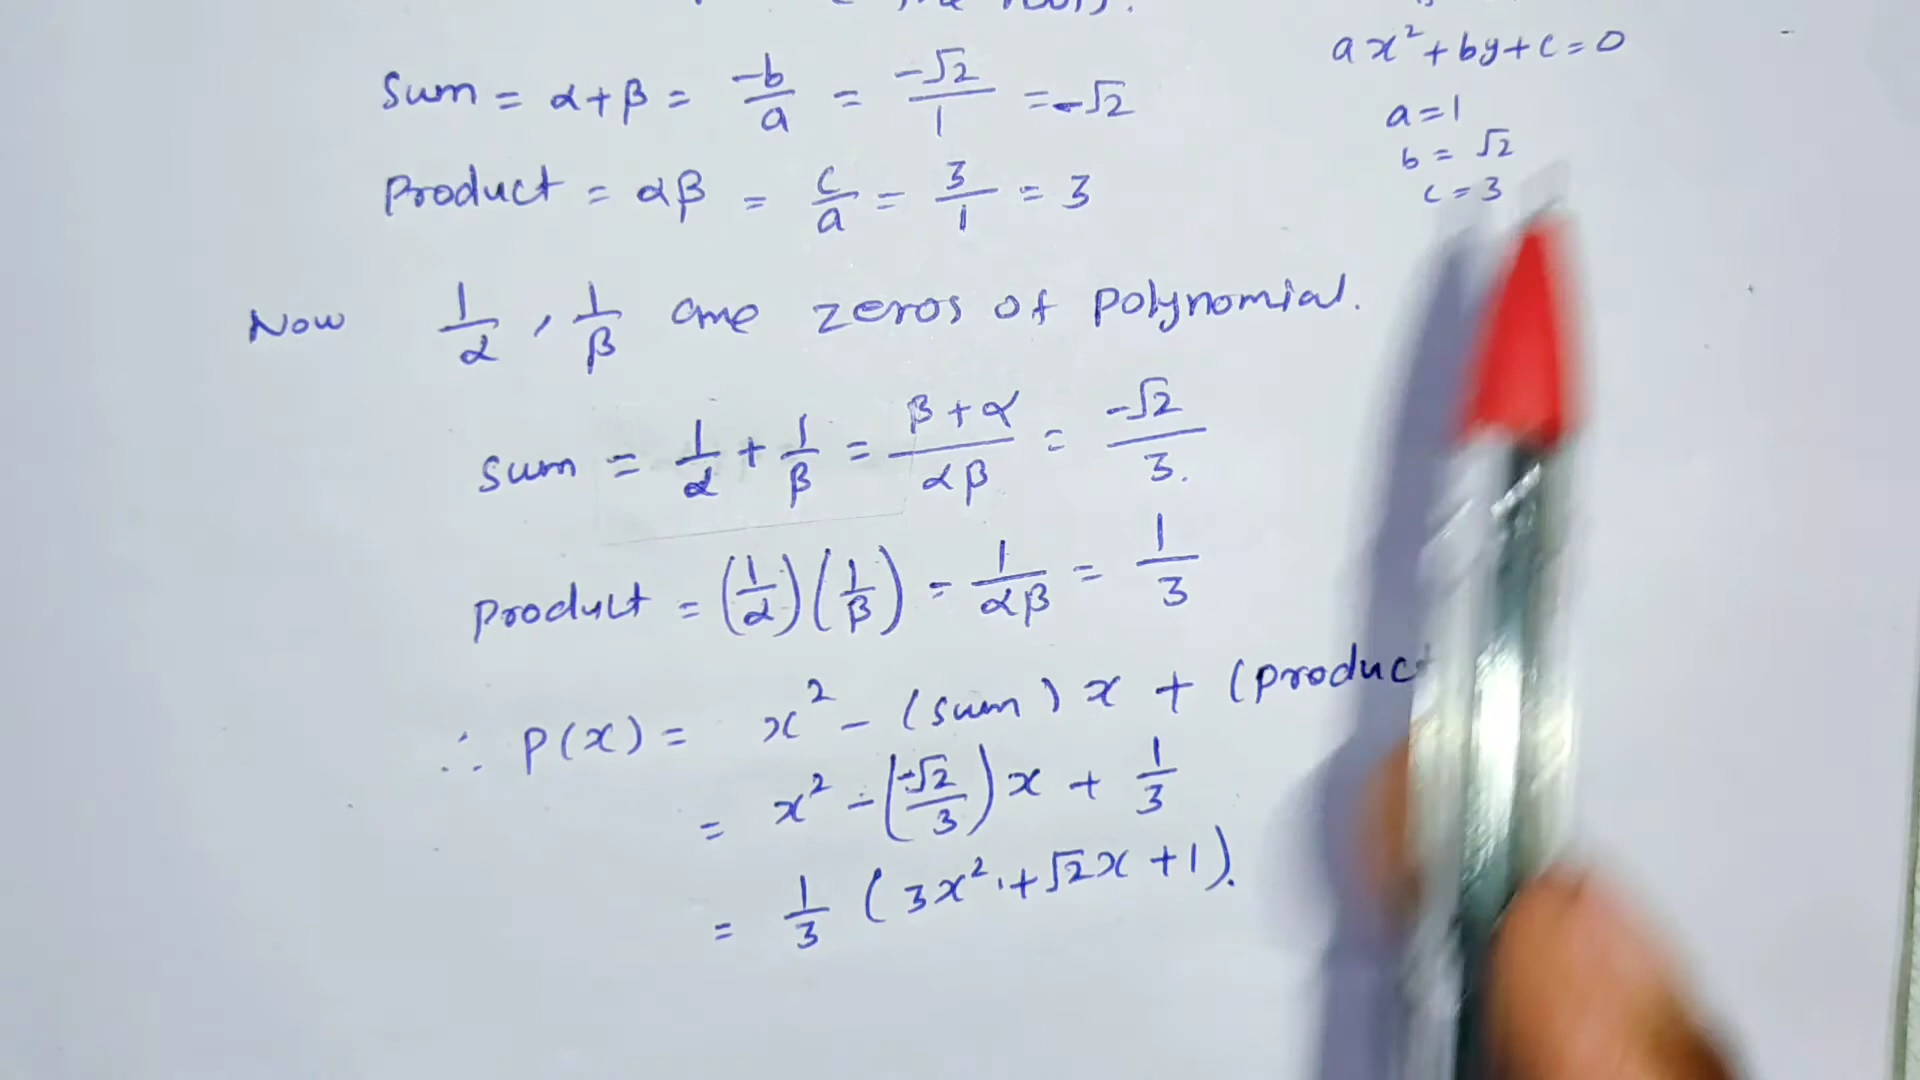 the roots.
Sum = α+β = -b/a = -√2/1 = -√2
ax²+by+c=0
a=1
b = √2
c=3
Product = αβ = c/a = 3/1 = 3
Now 1/α , 1/β are zeros of polynomial.
sum = 1/α + 1/β = β+α/αβ = -√2/3.
product = (1/α)(1/β) = 1/αβ = 1/3
∴ P(x) = x² - (sum) x + (produc
= x² - (-√2/3)x + 1/3
= 1/3 (3x²+√2x+1).